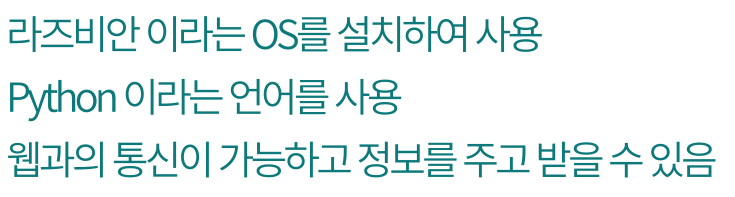 라즈비안 이라는 OS를 설치하여 사용
Python 이라는 언어를 사용
웹과의 통신이 가능하고 정보를 주고 받을 수 있음